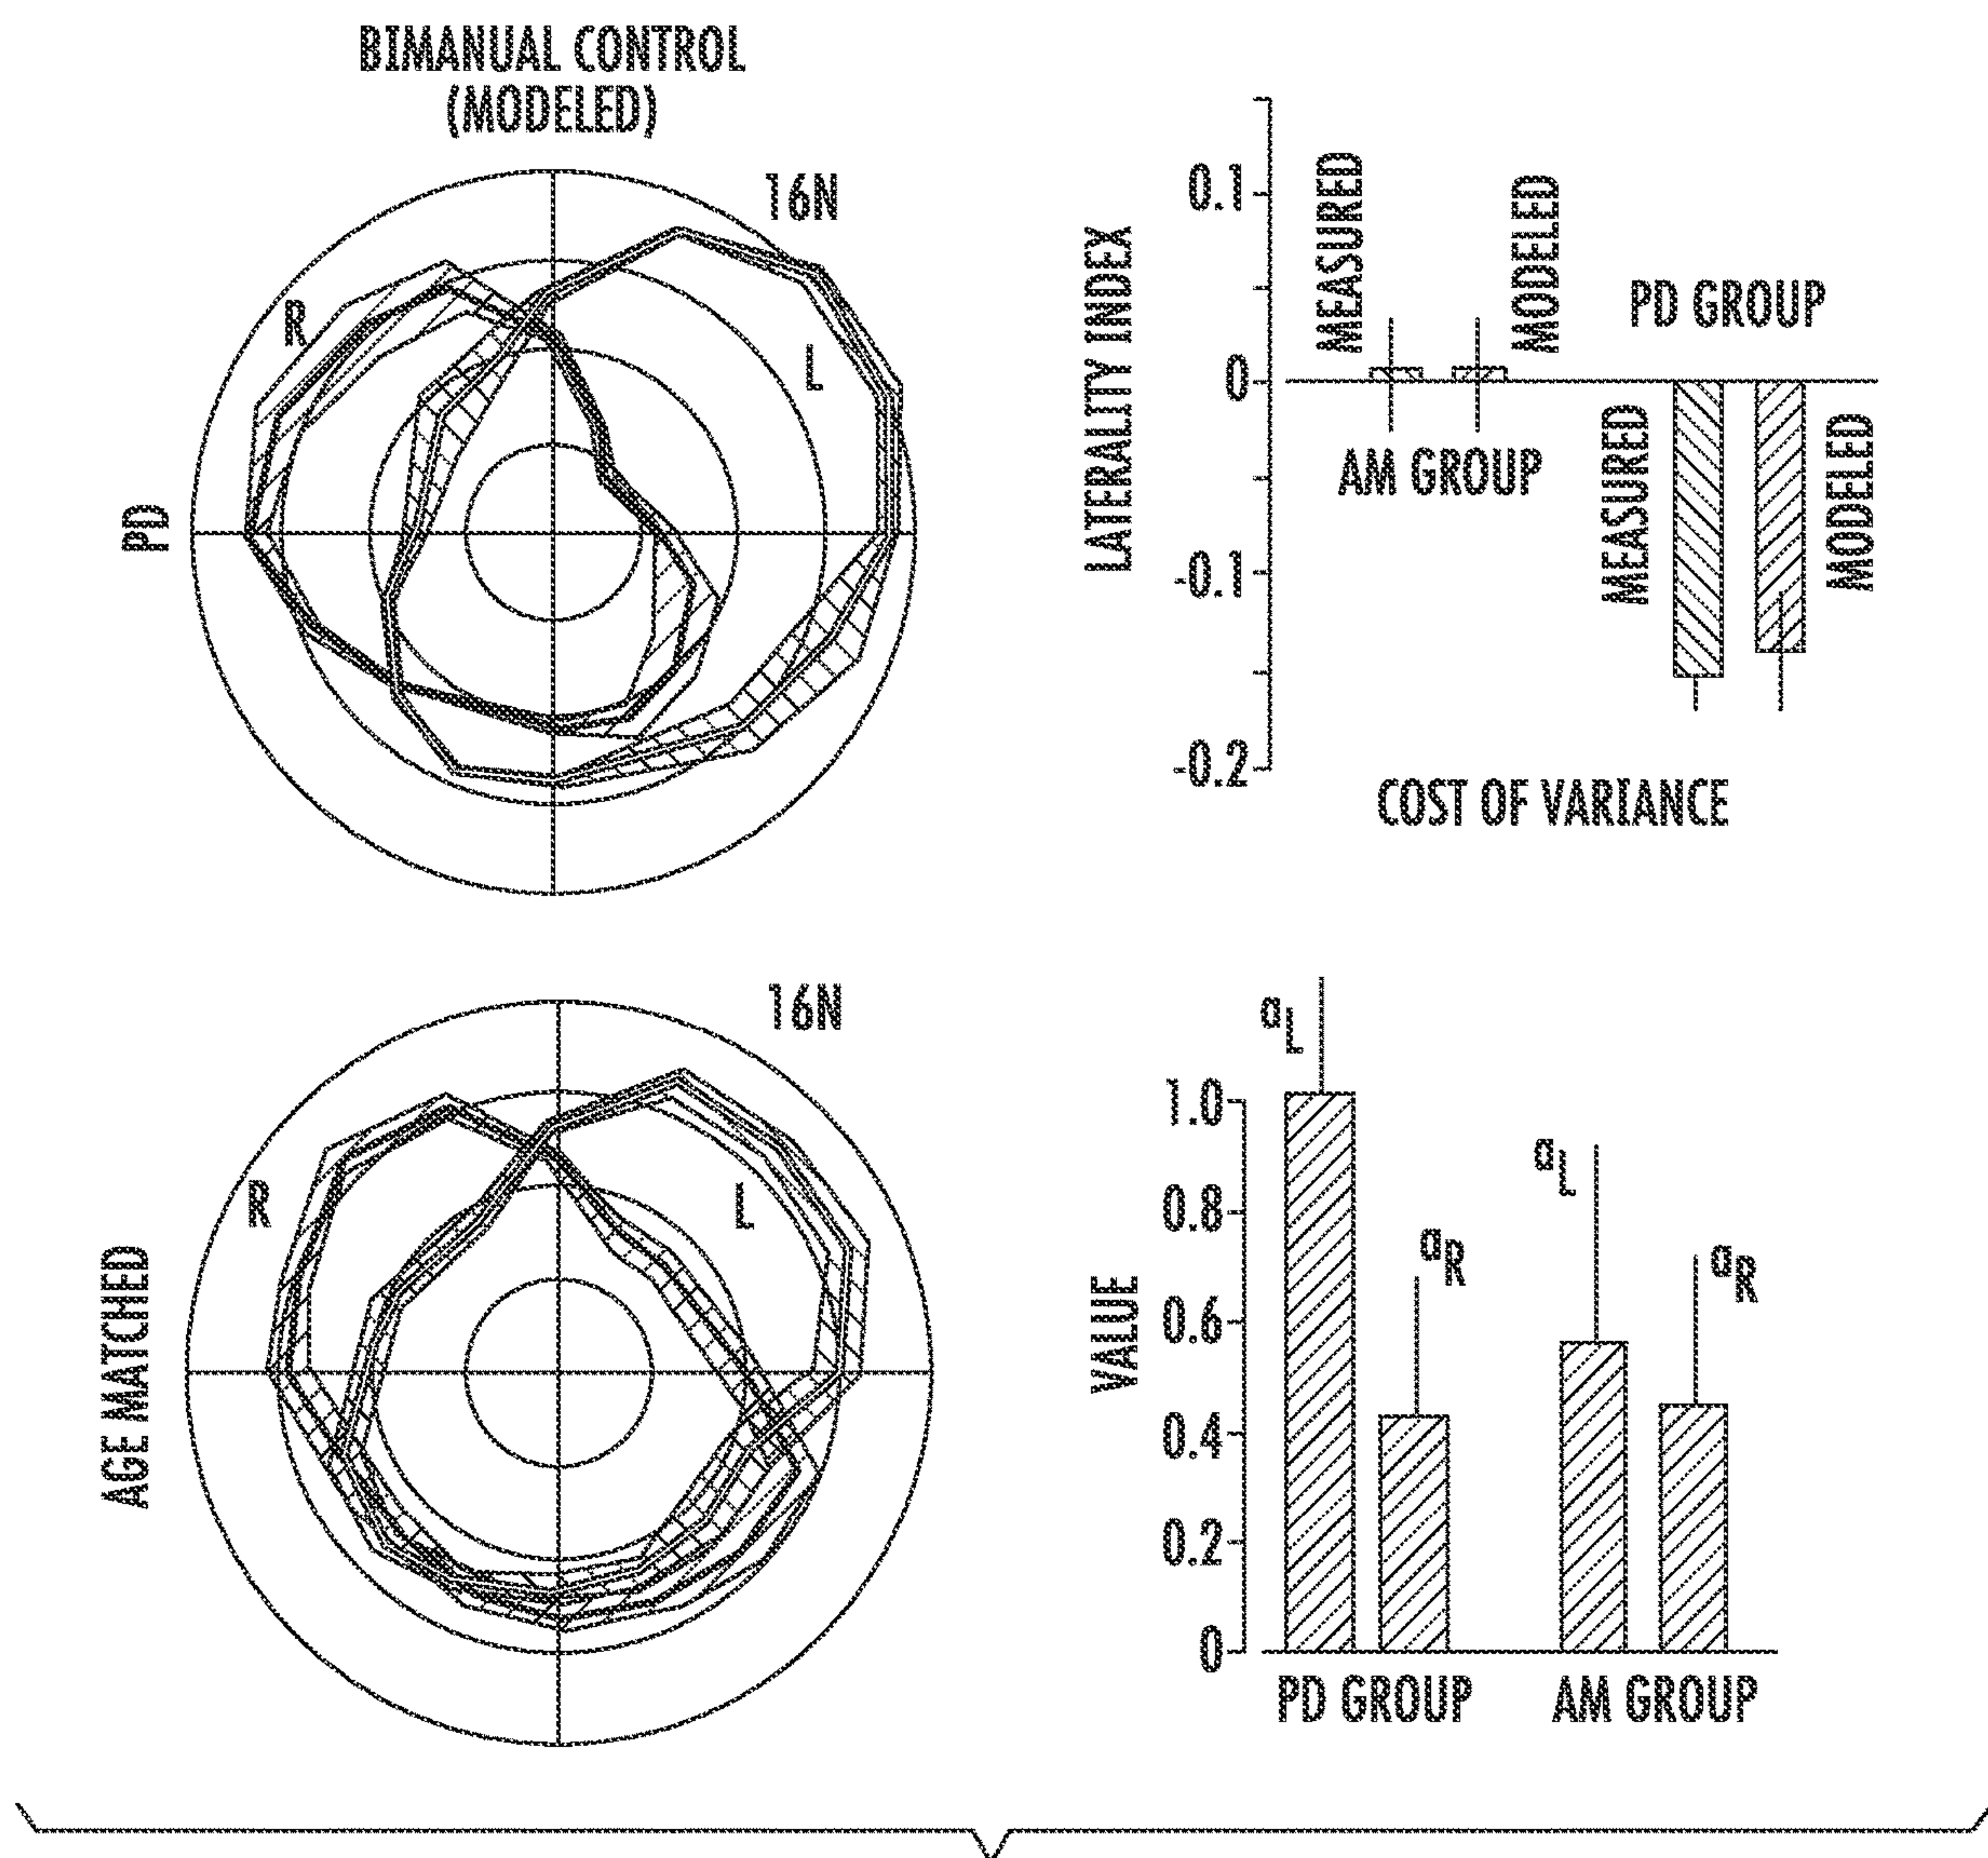 BIMANUAL CONTROL
(MODELED)
16N
R
L
PD
LATERALITY INDEX
0.1
0
-0.1
-0.2
MEASURED
MODELED
AM GROUP
PD GROUP
MEASURED
MODELED
COST OF VARIANCE
16N
R
L
AGE MATCHED
VALUE
1.0
0.8
0.6
0.4
0.2
0
aL
aR
aL
aR
PD GROUP
AM GROUP